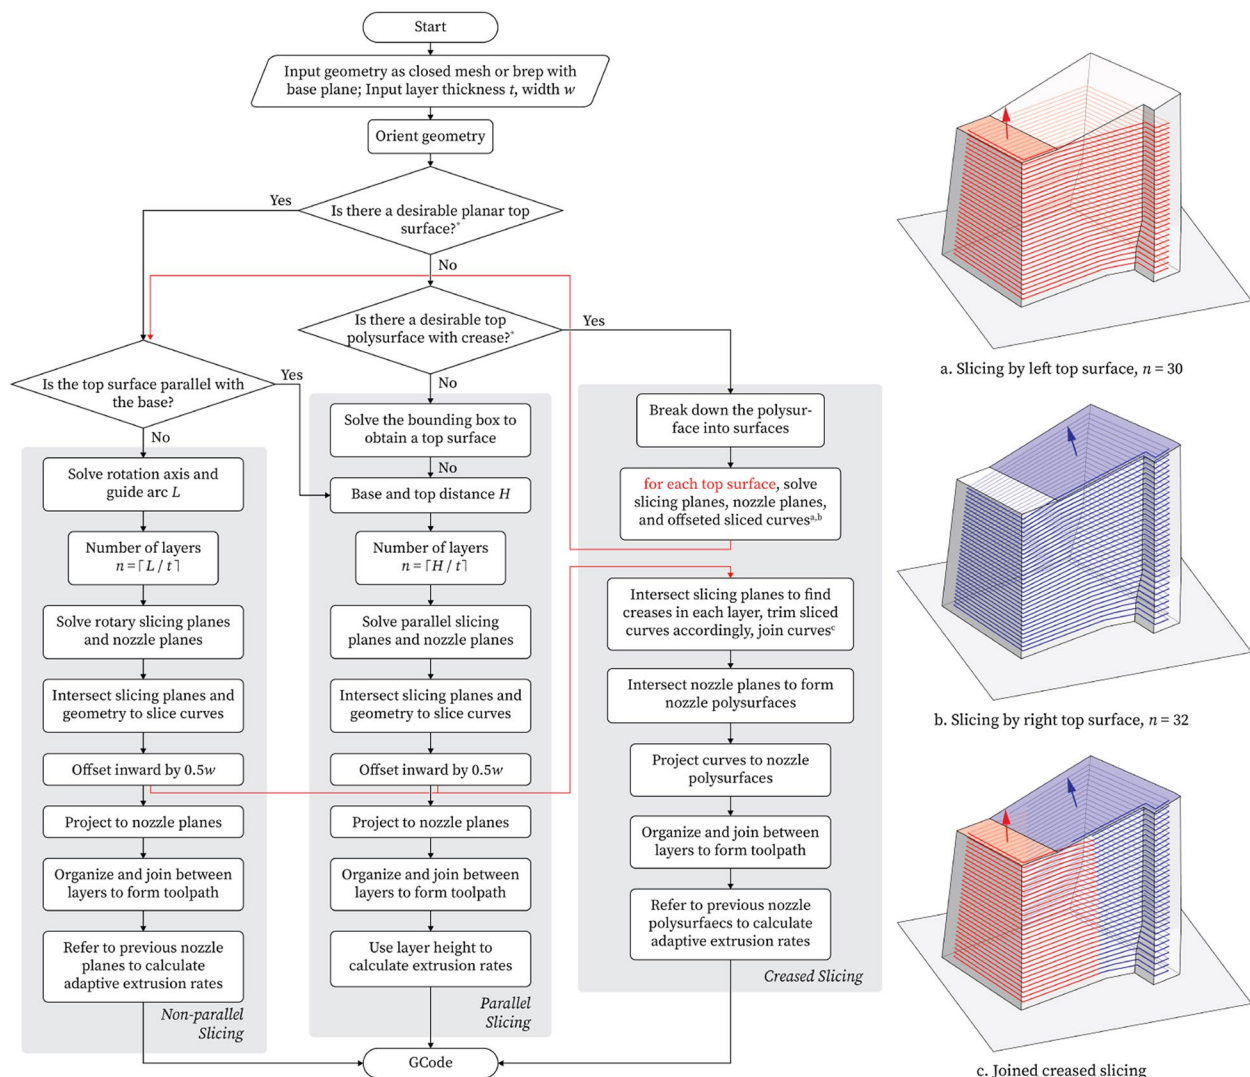 Start
Input geometry as closed mesh or brep with
base plane; Input layer thickness t, width w
Orient geometry
Yes
Is there a desirable planar top
surface?*
No
Is there a desirable top
polysurface with crease?*
Yes
Is the top surface parallel with
the base?
Yes
No
No
Solve rotation axis and
guide arc L
Number of layers
n = ⌈L / t⌉
Solve rotary slicing planes
and nozzle planes
Intersect slicing planes and
geometry to slice curves
Offset inward by 0.5w
Project to nozzle planes
Organize and join between
layers to form toolpath
Refer to previous nozzle
planes to calculate
adaptive extrusion rates
Non-parallel
Slicing
Solve the bounding box to
obtain a top surface
No
Base and top distance H
Number of layers
n = ⌈H / t⌉
Solve parallel slicing
planes and nozzle planes
Intersect slicing planes and
geometry to slice curves
Offset inward by 0.5w
Project to nozzle planes
Organize and join between
layers to form toolpath
Use layer height to
calculate extrusion rates
Parallel
Slicing
Break down the polysur-
face into surfaces
for each top surface, solve
slicing planes, nozzle planes,
and offseted sliced curvesᵃ,ᵇ
Intersect slicing planes to find
creases in each layer, trim sliced
curves accordingly, join curvesᶜ
Intersect nozzle planes to form
nozzle polysurfaces
Project curves to nozzle
polysurfaces
Organize and join between
layers to form toolpath
Refer to previous nozzle
polysurfaecs to calculate
adaptive extrusion rates
Creased Slicing
GCode
a. Slicing by left top surface, n = 30
b. Slicing by right top surface, n = 32
c. Joined creased slicing